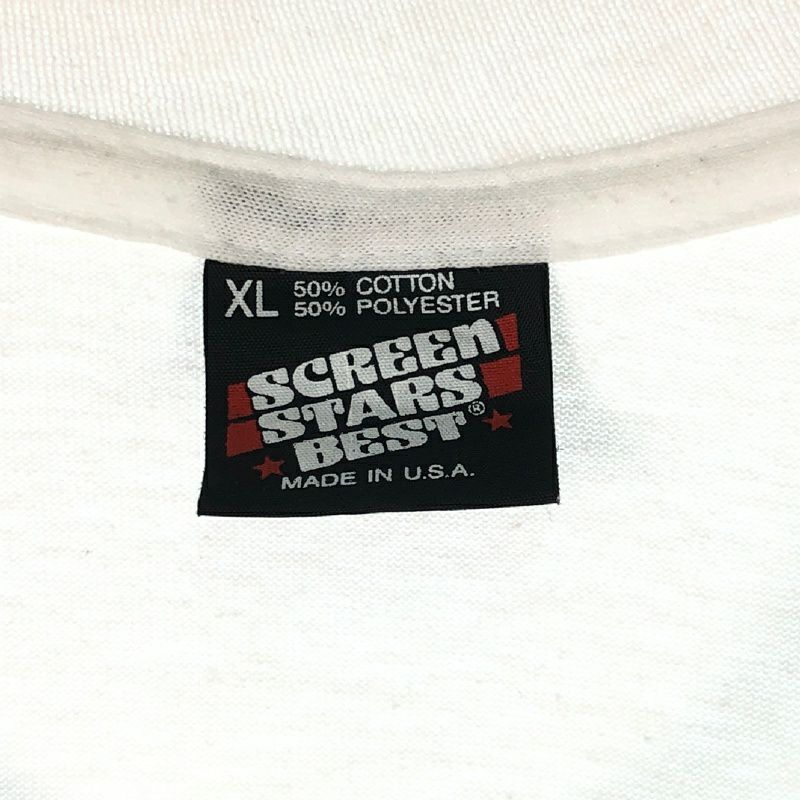 XL 50% COTTON
50% POLYESTER
SCREEN
STARS
BEST®
MADE IN U.S.A.